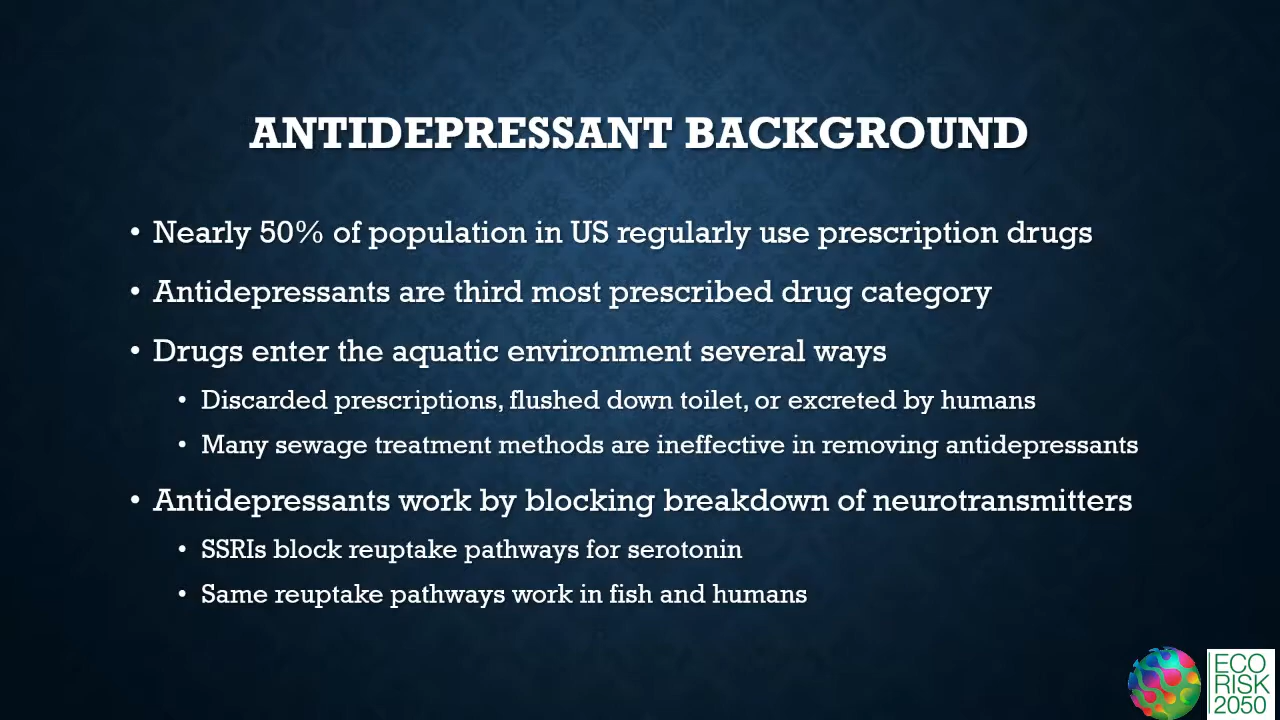 ANTIDEPRESSANT BACKGROUND
• Nearly 50% of population in US regularly use prescription drugs
• Antidepressants are third most prescribed drug category
• Drugs enter the aquatic environment several ways
• Discarded prescriptions, flushed down toilet, or excreted by humans
• Many sewage treatment methods are ineffective in removing antidepressants
• Antidepressants work by blocking breakdown of neurotransmitters
• SSRIs block reuptake pathways for serotonin
• Same reuptake pathways work in fish and humans
ECO
RISK
2050